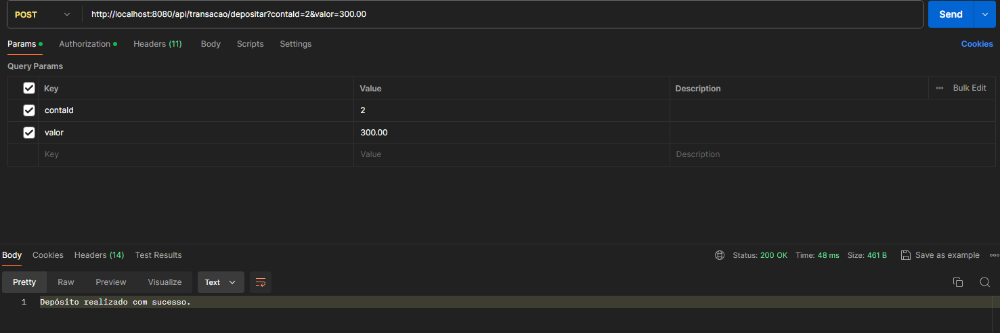 POST http://localhost:8080/api/transacao/depositar?contaId=2&valor=300.00 Send
Params Authorization Headers (11) Body Scripts Settings Cookies
Query Params
Key Value Description Bulk Edit
contaId 2
valor 300.00
Key Value Description
Body Cookies Headers (14) Test Results Status: 200 OK Time: 48 ms Size: 461 B Save as example
Pretty Raw Preview Visualize Text
1 Depósito realizado com sucesso.